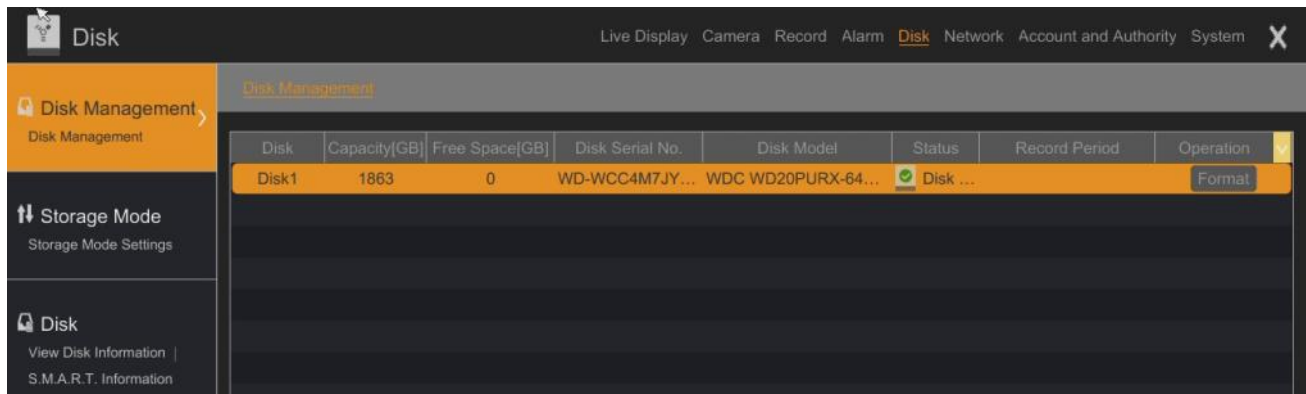 Disk
Live Display Camera Record Alarm Disk Network Account and Authority System X
Disk Management
Disk Management
Disk Management
Disk Capacity[GB] Free Space[GB] Disk Serial No. Disk Model Status Record Period Operation
Disk1 1863 0 WD-WCC4M7JY... WDC WD20PURX-64... Disk ... Format
Storage Mode
Storage Mode Settings
Disk
View Disk Information |
S.M.A.R.T. Information